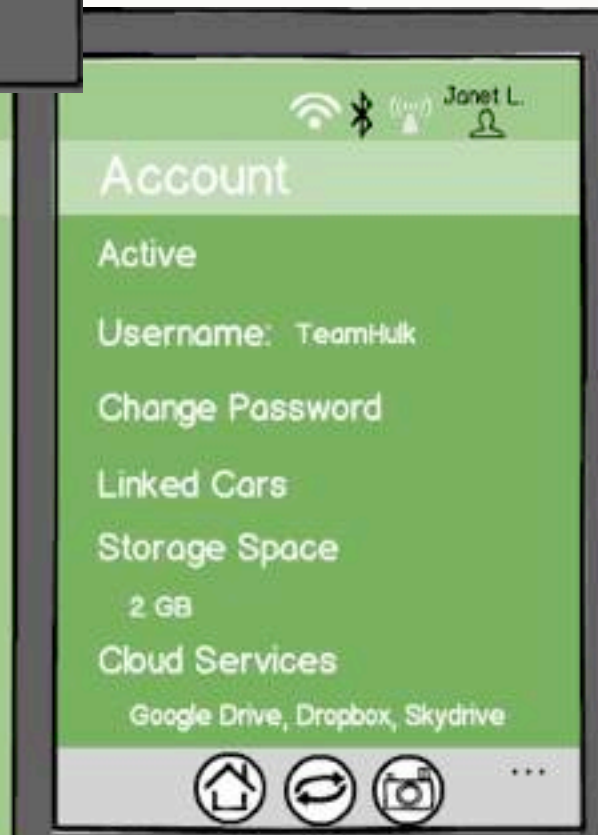 Janet L.
Account
Active
Username: TeamHulk
Change Password
Linked Cars
Storage Space
2 GB
Cloud Services
Google Drive, Dropbox, Skydrive
...